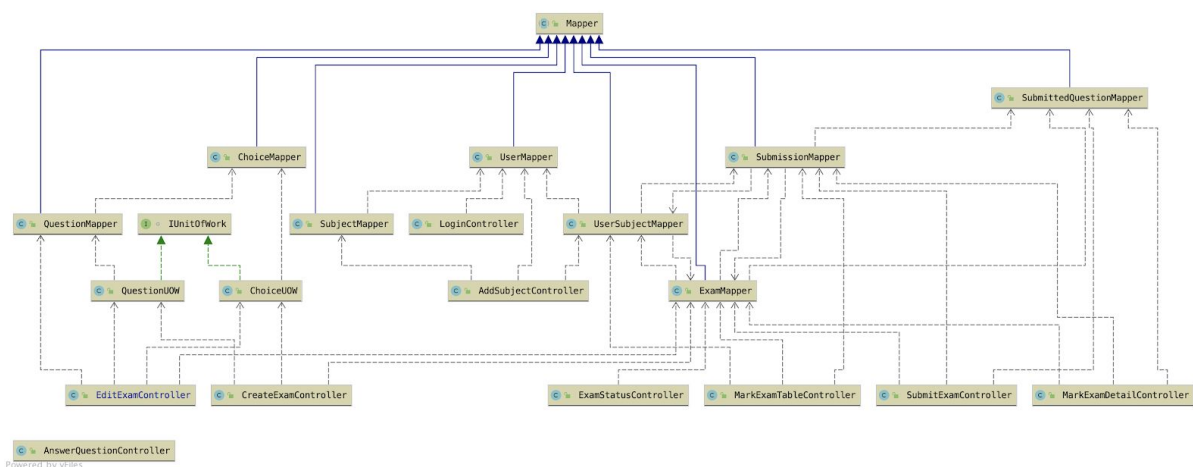 Mapper
SubmittedQuestionMapper
ChoiceMapper
UserMapper
SubmissionMapper
QuestionMapper
IUnitOfWork
SubjectMapper
LoginController
UserSubjectMapper
QuestionUOW
ChoiceUOW
AddSubjectController
ExamMapper
EditExamController
CreateExamController
ExamStatusController
MarkExamTableController
SubmitExamController
MarkExamDetailController
AnswerQuestionController
Powered by yFiles